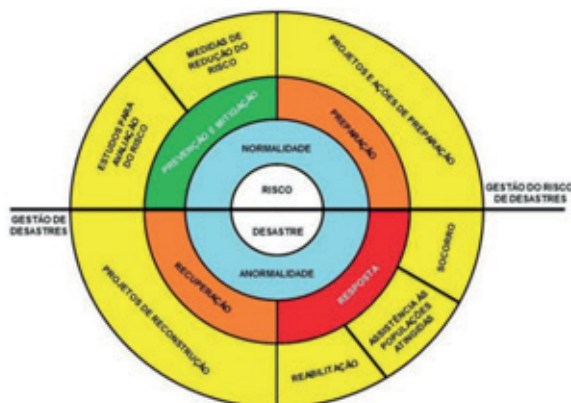 MEDIDAS DE
REDUÇÃO DO
RISCO
PROJETOS E AÇÕES DE PREPARAÇÃO
ESTUDOS PARA
AVALIAÇÃO
DO RISCO
PREVENÇÃO E MITIGAÇÃO
PREPARAÇÃO
NORMALIDADE
RISCO
GESTÃO DO RISCO
DE DESASTRES
GESTÃO DE
DESASTRES
DESASTRE
ANORMALIDADE
RECUPERAÇÃO
RESPOSTA
SOCORRO
PROJETOS DE RECONSTRUÇÃO
ASSISTÊNCIA ÀS
POPULAÇÕES
ATINGIDAS
REABILITAÇÃO